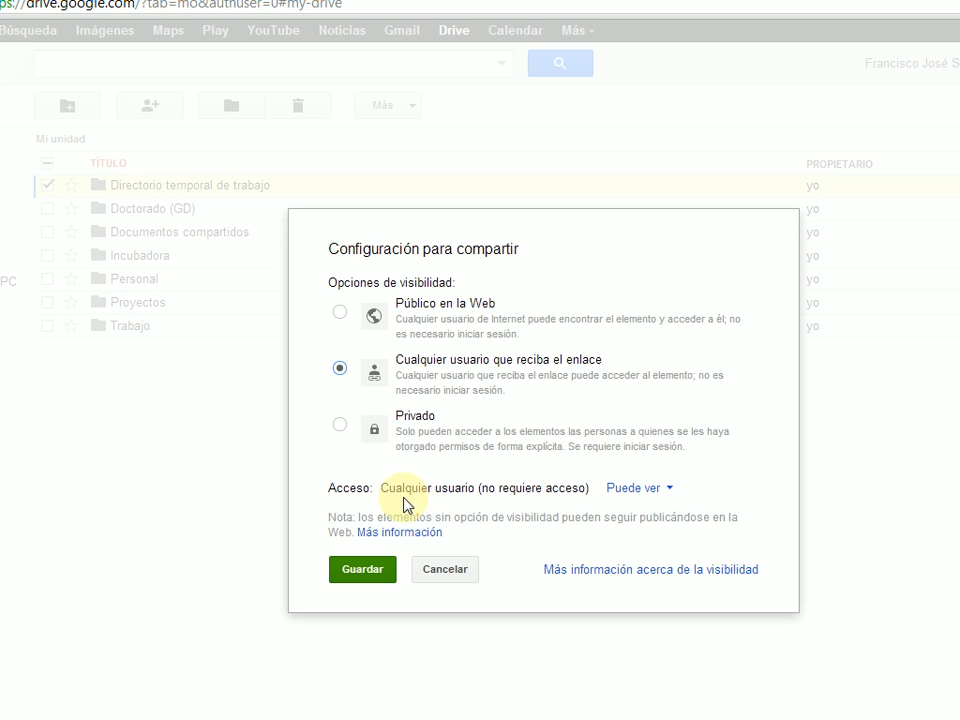 ps://drive.google.com/?tab=mo&authuser=0#my-drive
Búsqueda Imágenes Maps Play YouTube Noticias Gmail Drive Calendar Más
Francisco José S
Más
Mi unidad
TÍTULO PROPIETARIO
Directorio temporal de trabajo yo
Doctorado (GD) yo
Documentos compartidos yo
Incubadora yo
PC
Personal yo
Proyectos yo
Trabajo yo
Configuración para compartir
Opciones de visibilidad:
Público en la Web
Cualquier usuario de Internet puede encontrar el elemento y acceder a él; no
es necesario iniciar sesión.
Cualquier usuario que reciba el enlace
Cualquier usuario que reciba el enlace puede acceder al elemento; no es
necesario iniciar sesión.
Privado
Solo pueden acceder a los elementos las personas a quienes se les haya
otorgado permisos de forma explícita. Se requiere iniciar sesión.
Acceso: Cualquier usuario (no requiere acceso) Puede ver
Nota: los elementos sin opción de visibilidad pueden seguir publicándose en la
Web. Más información
Guardar Cancelar Más información acerca de la visibilidad